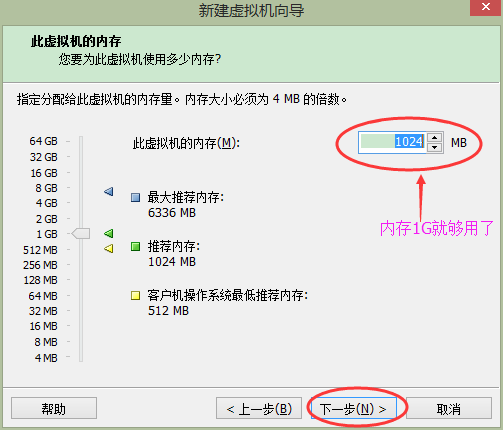 新建虚拟机向导
此虚拟机的内存
您要为此虚拟机使用多少内存?
指定分配给此虚拟机的内存量。内存大小必须为 4 MB 的倍数。
64 GB
32 GB
16 GB
8 GB
4 GB
2 GB
1 GB
512 MB
256 MB
128 MB
64 MB
32 MB
16 MB
8 MB
4 MB
此虚拟机的内存(M):
1024 MB
最大推荐内存:
6336 MB
推荐内存:
1024 MB
客户机操作系统最低推荐内存:
512 MB
内存1G就够用了
帮助
< 上一步(B)
下一步(N) >
取消